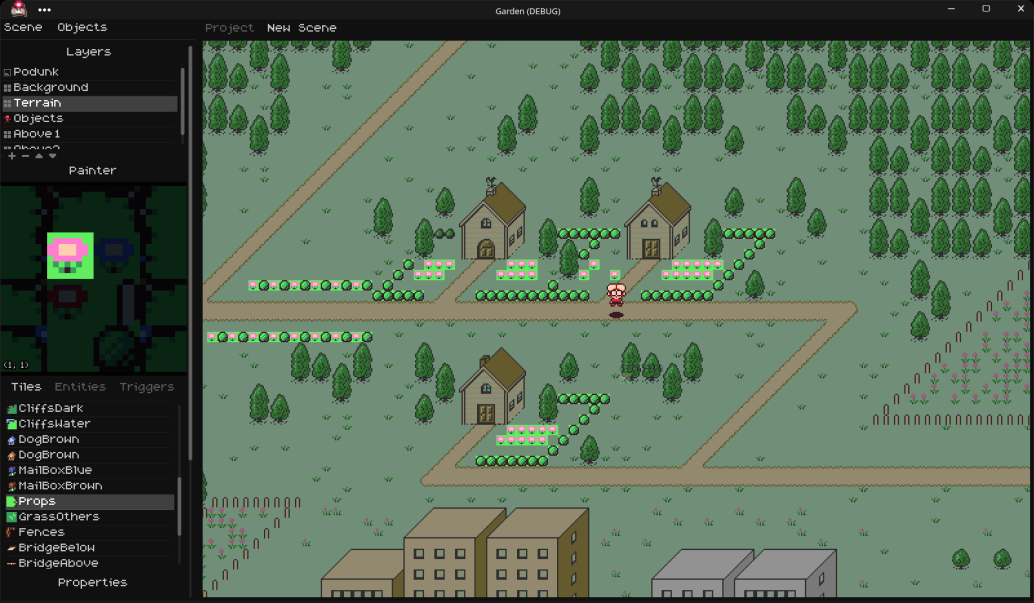 Garden (DEBUG)
Scene Objects
Project New Scene
Layers
Podunk
Background
Terrain
Objects
Above1
Above2
Painter
(1, 1)
Tiles Entities Triggers
CliffsDark
CliffsWater
DogBrown
DogBrown
MailBoxBlue
MailBoxBrown
Props
GrassOthers
Fences
BridgeBelow
BridgeAbove
Properties